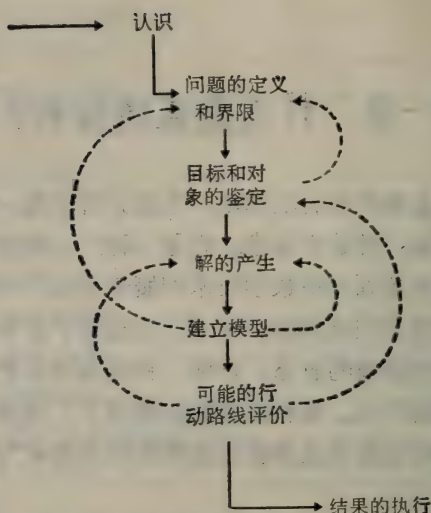 认识
问题的定义
和界限
目标和对
象的鉴定
解的产生
建立模型
可能的行
动路线评价
结果的执行